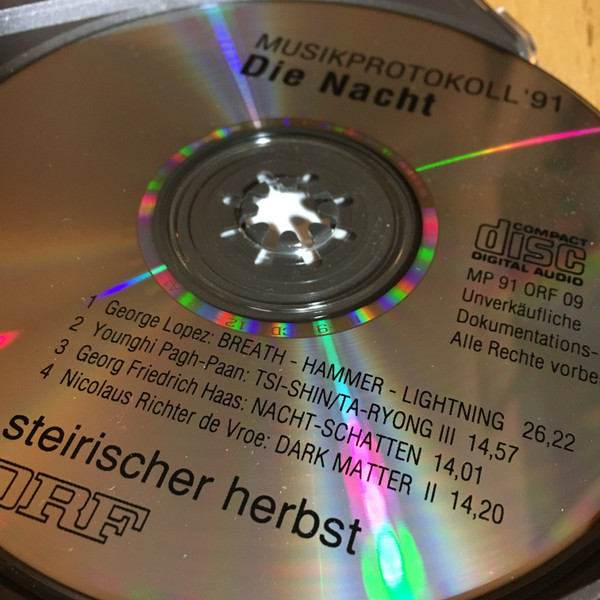 MUSIKPROTOKOLL'91
Die Nacht
COMPACT
disc
DIGITAL AUDIO
MP 91 ORF 09
Unverkäufliche
Dokumentations-
Alle Rechte vorbe
1 George Lopez: BREATH - HAMMER - LIGHTNING 26,22
2 Younghi Pagh-Paan: TSI-SHIN/TA-RYONG III 14,57
3 Georg Friedrich Haas: NACHT-SCHATTEN 14,01
4 Nicolaus Richter de Vroe: DARK MATTER II 14,20
steirischer herbst
ORF